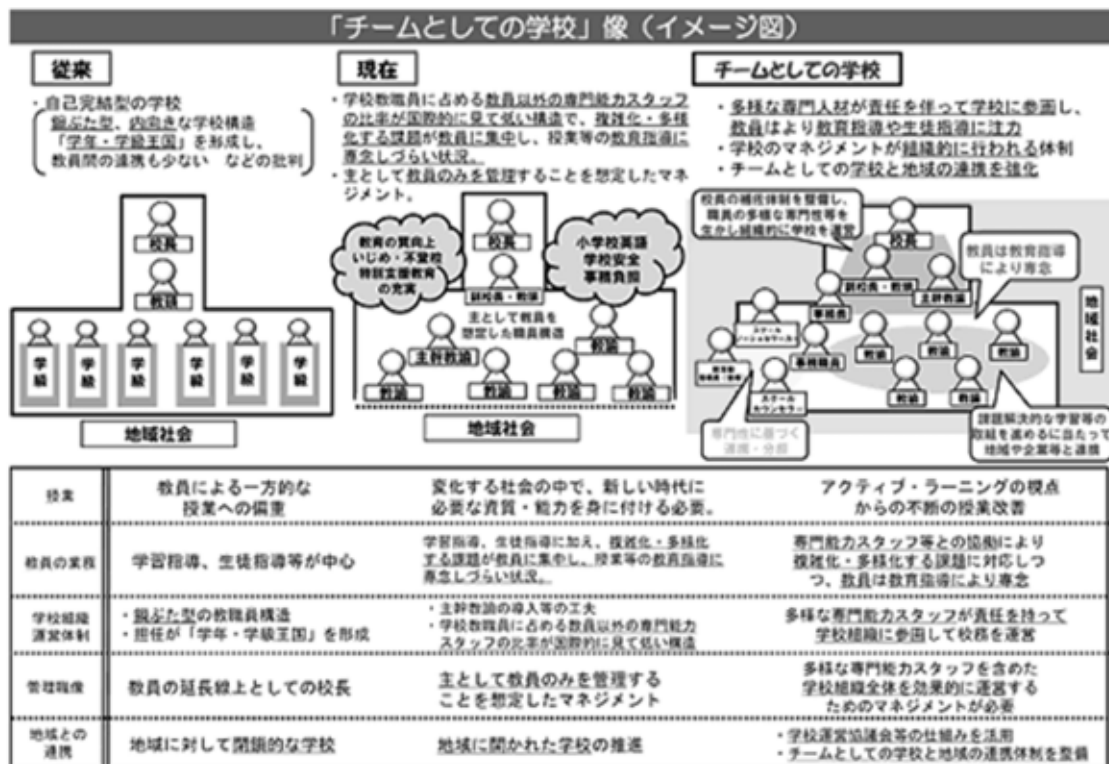 「チームとしての学校」像（イメージ図）
従来
・自己完結型の学校
鍋ぶた型、内向きな学校構造
「学年・学級王国」を形成し、
教員間の連携も少ない などの批判
校長
教頭
学級
学級
学級
学級
学級
学級
地域社会
現在
・学校教職員に占める教員以外の専門能力スタッフ
の比率が国際的に見て低い構造で、複雑化・多様
化する課題が教員に集中し、授業等の教育指導に
専念しづらい状況。
・主として教員のみを管理することを想定したマネ
ジメント。
教育の質向上
いじめ・不登校
特別支援教育
の充実
小学校英語
学校安全
事務負担
校長
副校長・教頭
主として教員を
想定した職員構造
主幹教諭
教諭
教諭
教諭
教諭
教諭
地域社会
チームとしての学校
・多様な専門人材が責任を伴って学校に参画し、
教員はより教育指導や生徒指導に注力
・学校のマネジメントが組織的に行われる体制
・チームとしての学校と地域の連携を強化
校長の補佐体制を整備し、
職員の多様な専門性等を
生かし組織的に学校を運営
校長
教員は教育指導
により専念
副校長・教頭
主幹教諭
事務長
スクール
ソーシャルワーカー
事務職員
スクール
カウンセラー
教諭
教諭
教諭
教諭
教諭
地域社会
専門性に基づく
連携・分担
課題解決的な学習等の
取組を進めるに当たって
地域や企業等と連携
授業
教員による一方的な
授業への偏重
変化する社会の中で、新しい時代に
必要な資質・能力を身に付ける必要。
アクティブ・ラーニングの視点
からの不断の授業改善
教員の業務
学習指導、生徒指導等が中心
学習指導、生徒指導に加え、複雑化・多様化
する課題が教員に集中し、授業等の教育指導に
専念しづらい状況。
専門能力スタッフ等との協働により
複雑化・多様化する課題に対応しつ
つ、教員は教育指導により専念
学校組織
運営体制
・鍋ぶた型の教職員構造
・担任が「学年・学級王国」を形成
・主幹教諭の導入等の工夫
・学校教職員に占める教員以外の専門能力
スタッフの比率が国際的に見て低い構造
多様な専門能力スタッフが責任を持って
学校組織に参画して校務を運営
管理職像
教員の延長線上としての校長
主として教員のみを管理する
ことを想定したマネジメント
多様な専門能力スタッフを含めた
学校組織全体を効果的に運営する
ためのマネジメントが必要
地域との
連携
地域に対して閉鎖的な学校
地域に開かれた学校の推進
・学校運営協議会等の仕組みを活用
・チームとしての学校と地域の連携体制を整備